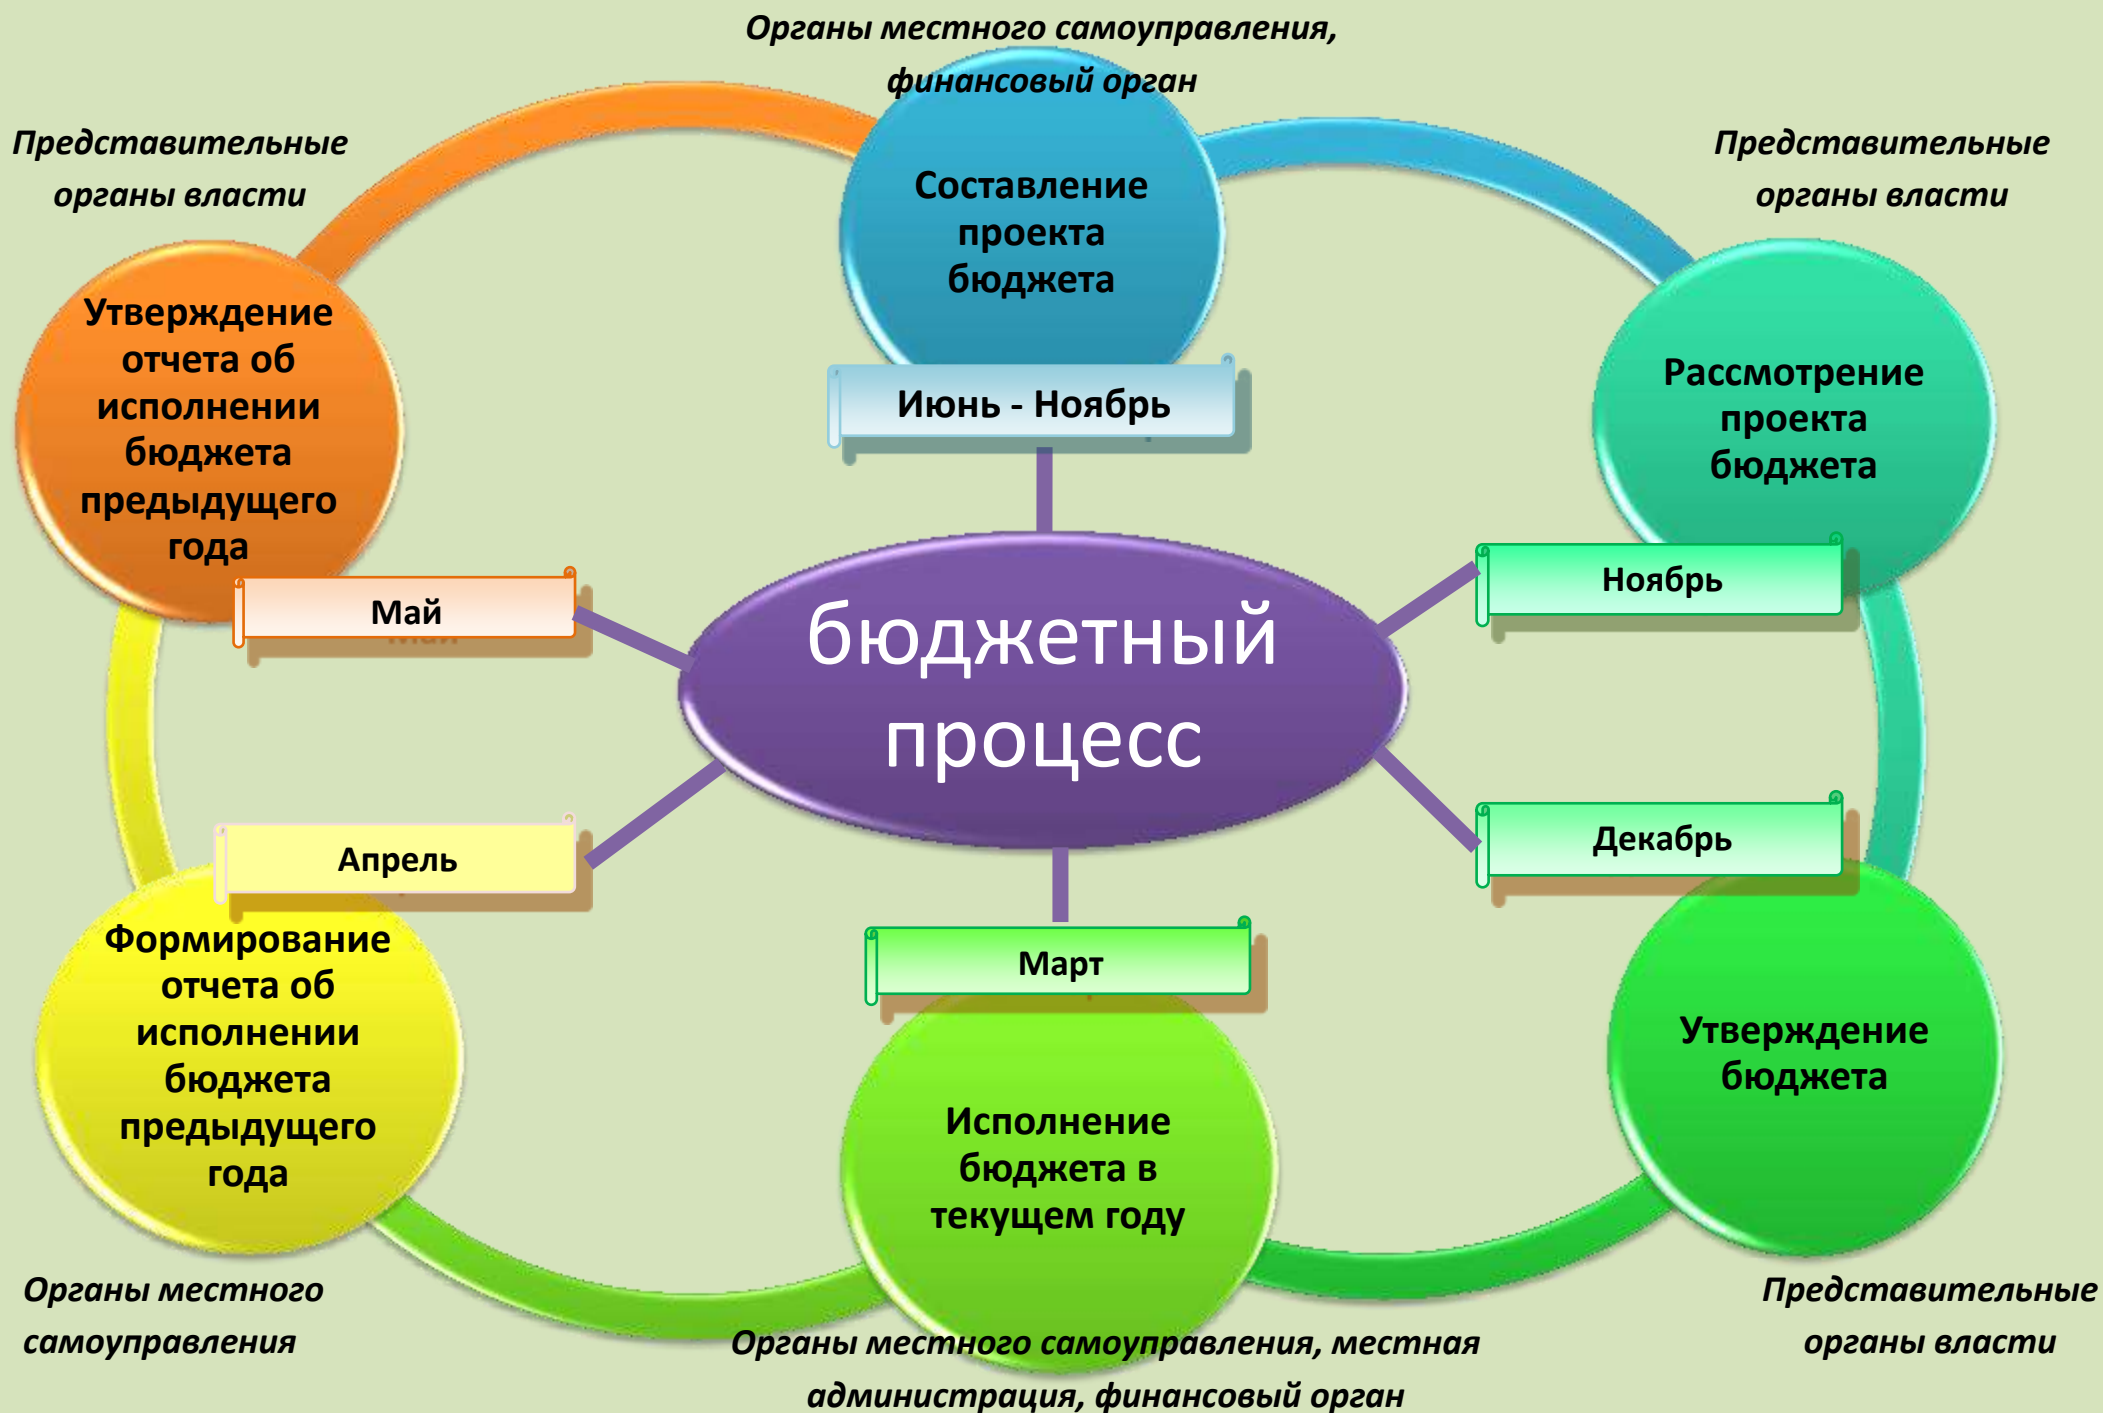 Органы местного самоуправления,
финансовый орган
Представительные
органы власти
Представительные
органы власти
Составление
проекта
бюджета
Июнь - Ноябрь
Утверждение
отчета об
исполнении
бюджета
предыдущего
года
Май
Рассмотрение
проекта
бюджета
Ноябрь
бюджетный
процесс
Апрель
Формирование
отчета об
исполнении
бюджета
предыдущего
года
Март
Исполнение
бюджета в
текущем году
Декабрь
Утверждение
бюджета
Органы местного
самоуправления
Органы местного самоуправления, местная
администрация, финансовый орган
Представительные
органы власти